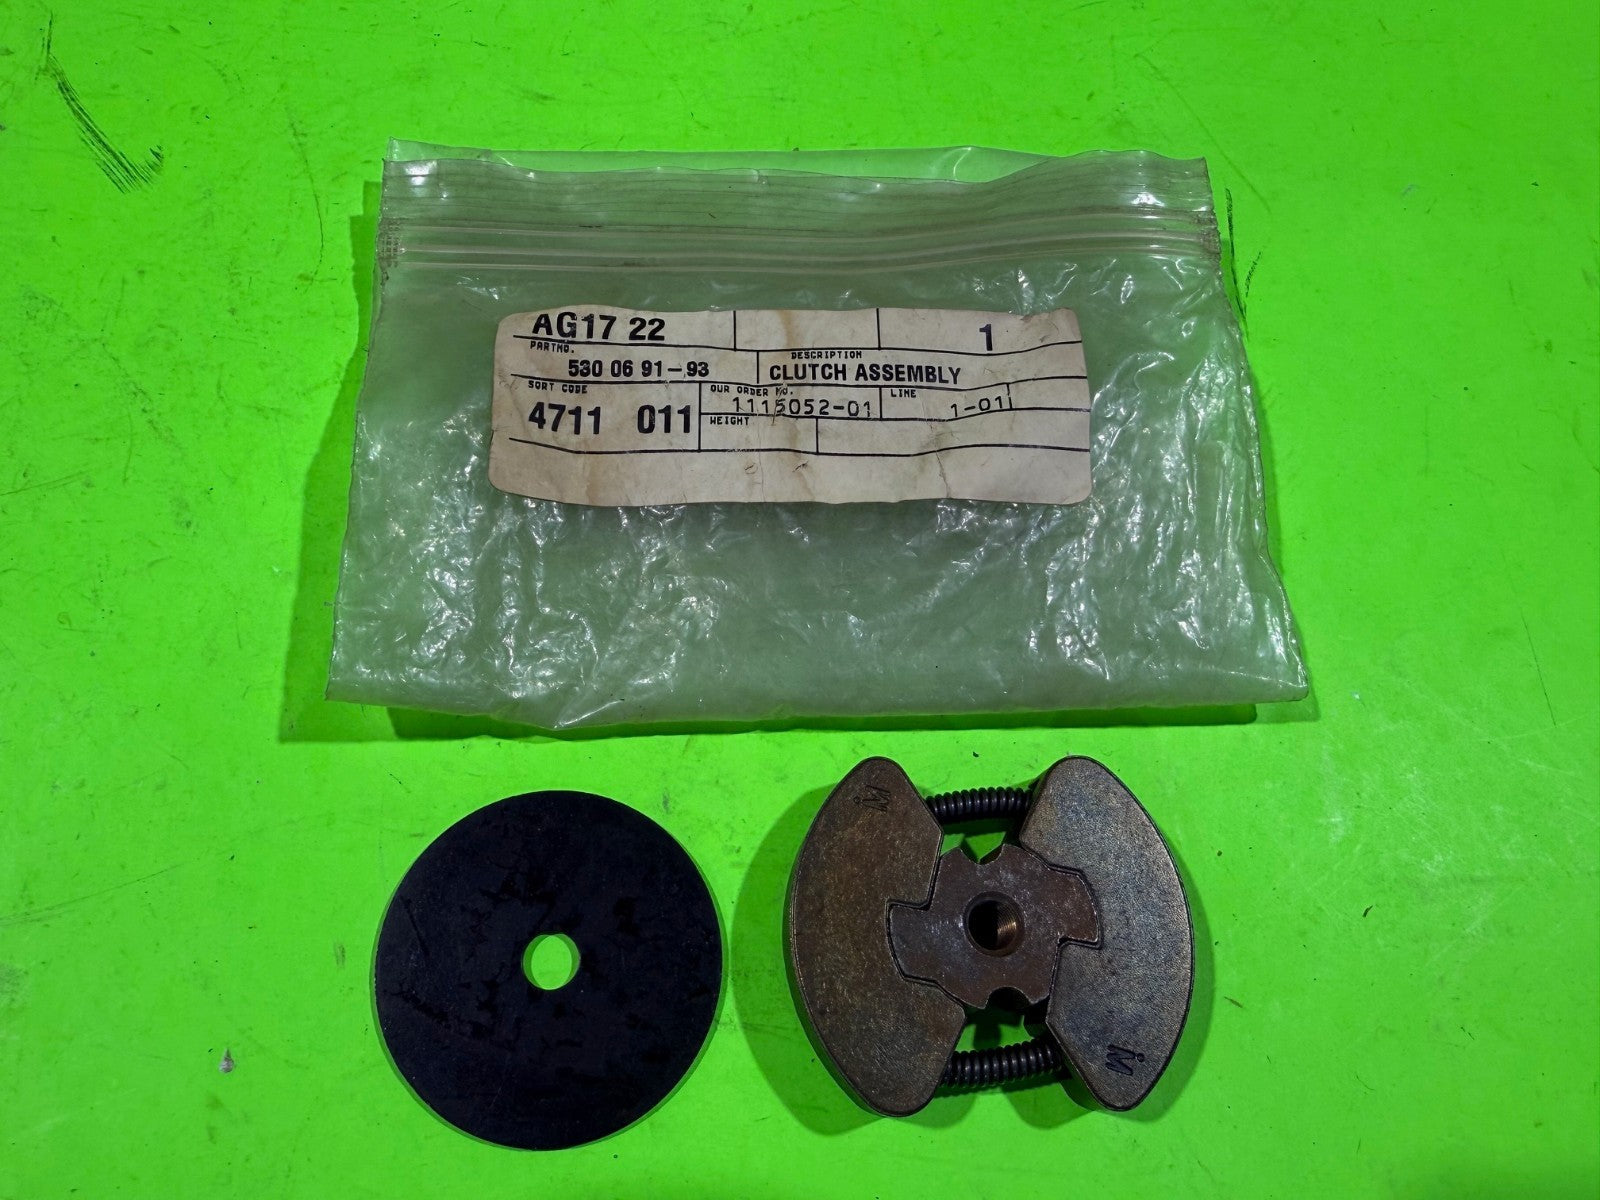 AG17 22 1
PARTNO. DESCRIPTION
530 06 91-93 CLUTCH ASSEMBLY
SORT CODE OUR ORDER No. LINE
4711 011 1115052-01 1-01
WEIGHT